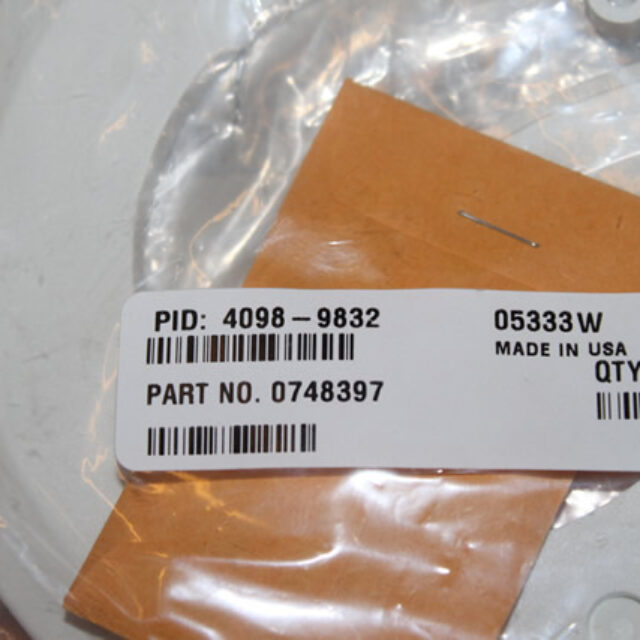 PID: 4098-9832
05333W
MADE IN USA
PART NO. 0748397
QTY